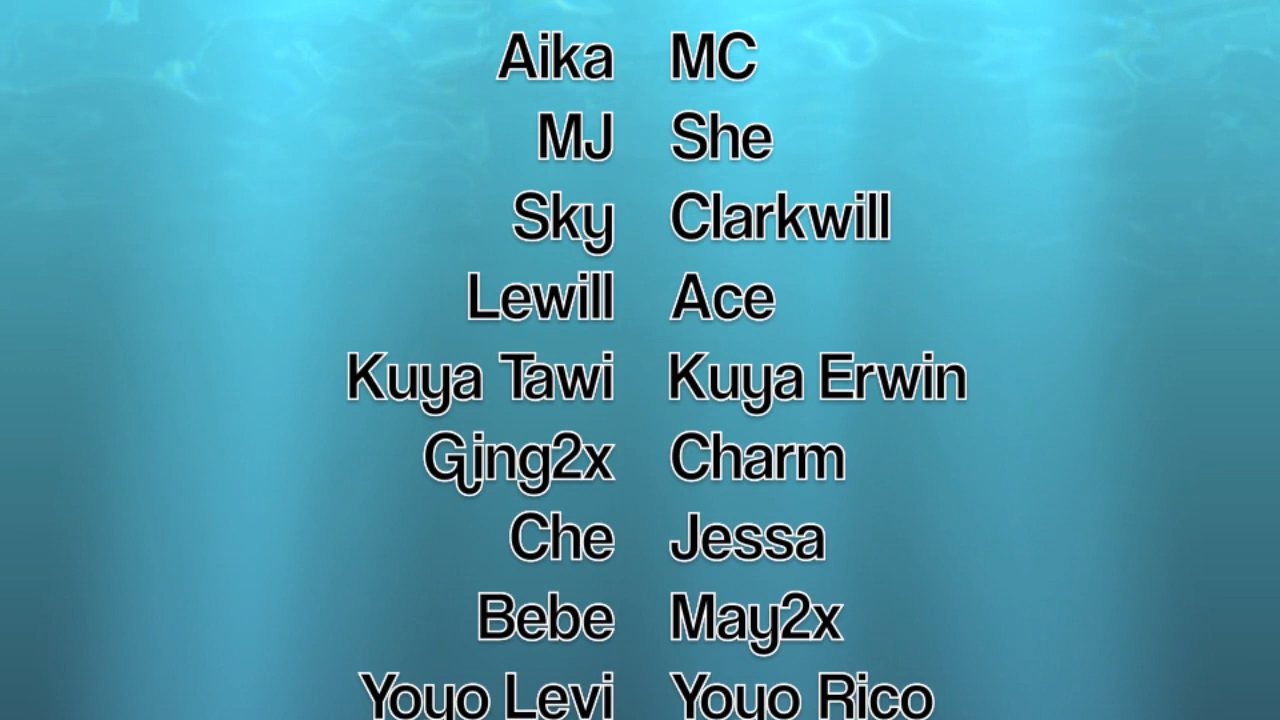 Aika MC
MJ She
Sky Clarkwill
Lewill Ace
Kuya Tawi Kuya Erwin
Gjing2x Charm
Che Jessa
Bebe May2x
Yoyo Levi Yoyo Rico